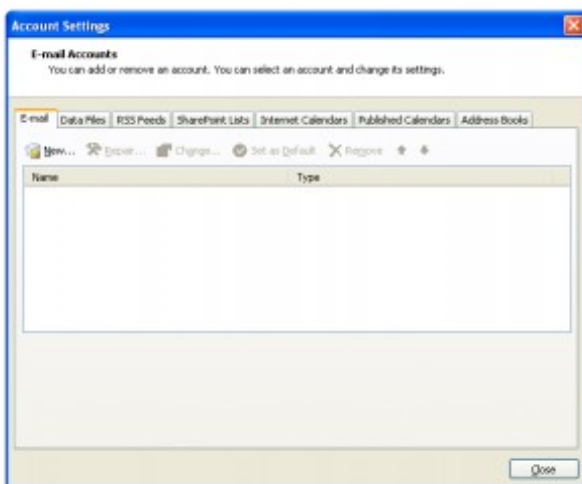 Account Settings
E-mail Accounts
You can add or remove an account. You can select an account and change its settings.
E-mail Data Files RSS Feeds SharePoint Lists Internet Calendars Published Calendars Address Books
New... Repair... Change... Set as Default Remove
Name Type
Close